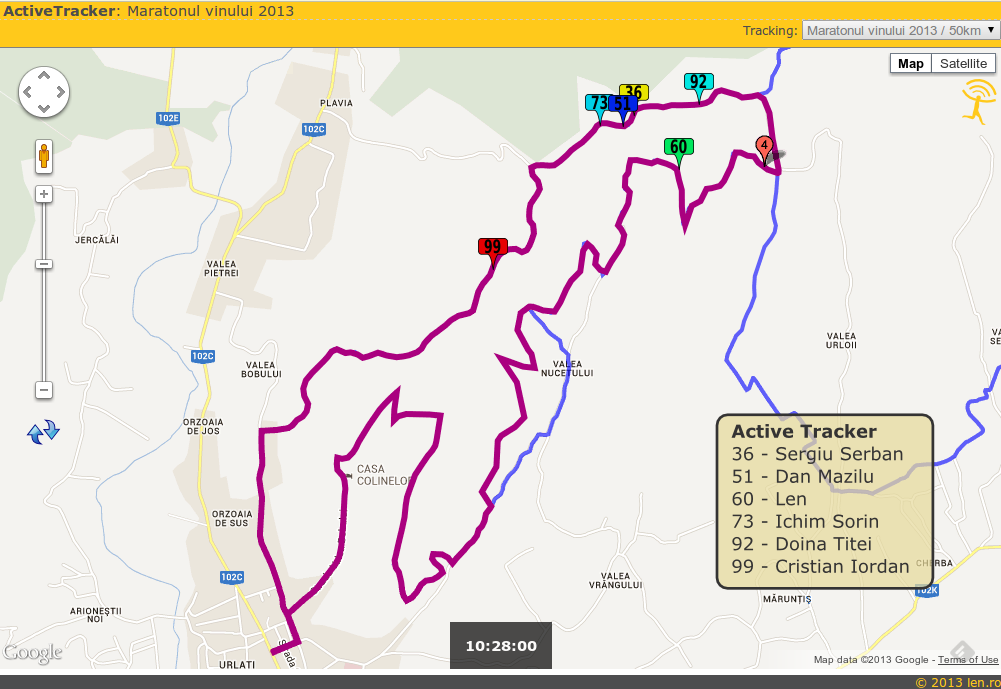 ActiveTracker: Maratonul vinului 2013
Tracking: Maratonul vinului 2013 / 50km
Map Satellite
PLAVIA
102E
102C
73
51
36
92
60
4
JERCĂLĂI
VALEA
PIETREI
99
102C
VALEA
BOBULUI
VALEA
NUCETULUI
VALEA
URLOII
ORZOAIA
DE JOS
CASA
COLINELOR
ORZOAIA
DE SUS
102C
Active Tracker
36 - Sergiu Serban
51 - Dan Mazilu
60 - Len
73 - Ichim Sorin
92 - Doina Titei
99 - Cristian Iordan
CHERBA
102K
VALEA
VRÂNGULUI
MĂRUNȚIȘ
ARIONEȘTII
NOI
10:28:00
Google
URLATI
Strada
Map data ©2013 Google - Terms of Use
© 2013 len.ro